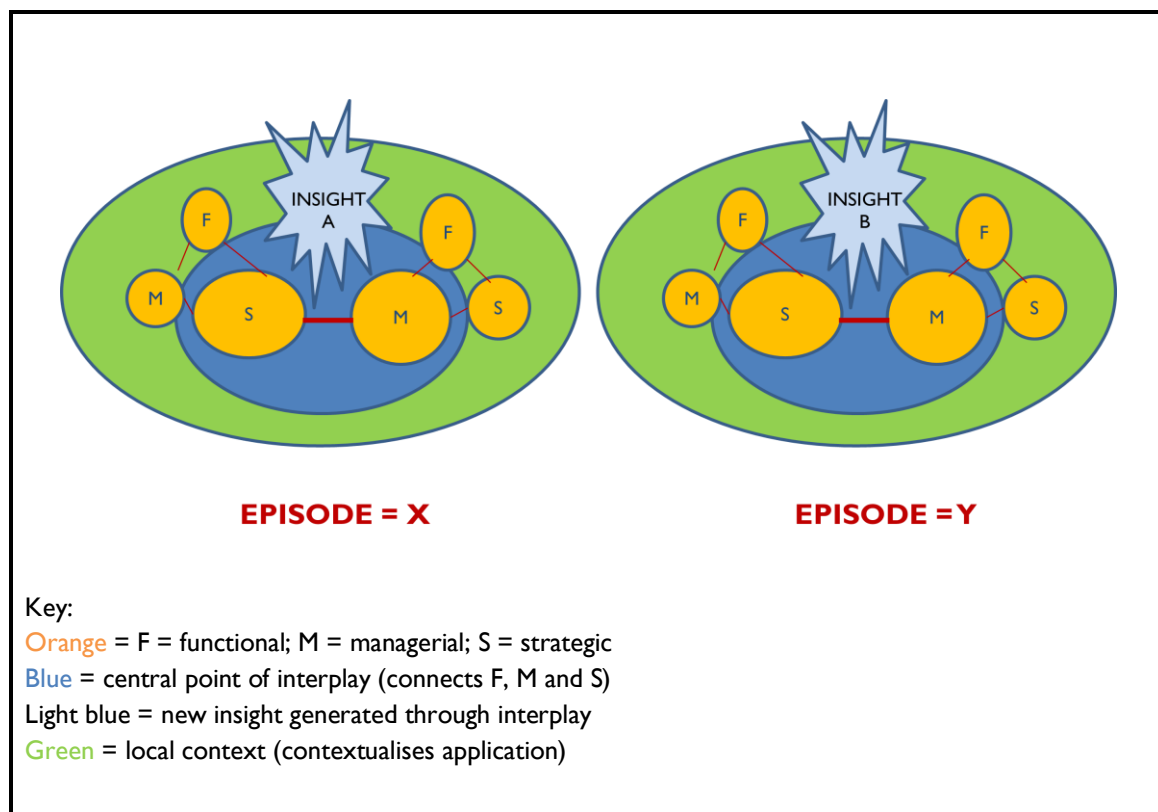 INSIGHT
A
F
F
M
S
M
S
INSIGHT
B
F
F
M
S
M
S
EPISODE = X
EPISODE =Y
Key:
Orange = F = functional; M = managerial; S = strategic
Blue = central point of interplay (connects F, M and S)
Light blue = new insight generated through interplay
Green = local context (contextualises application)